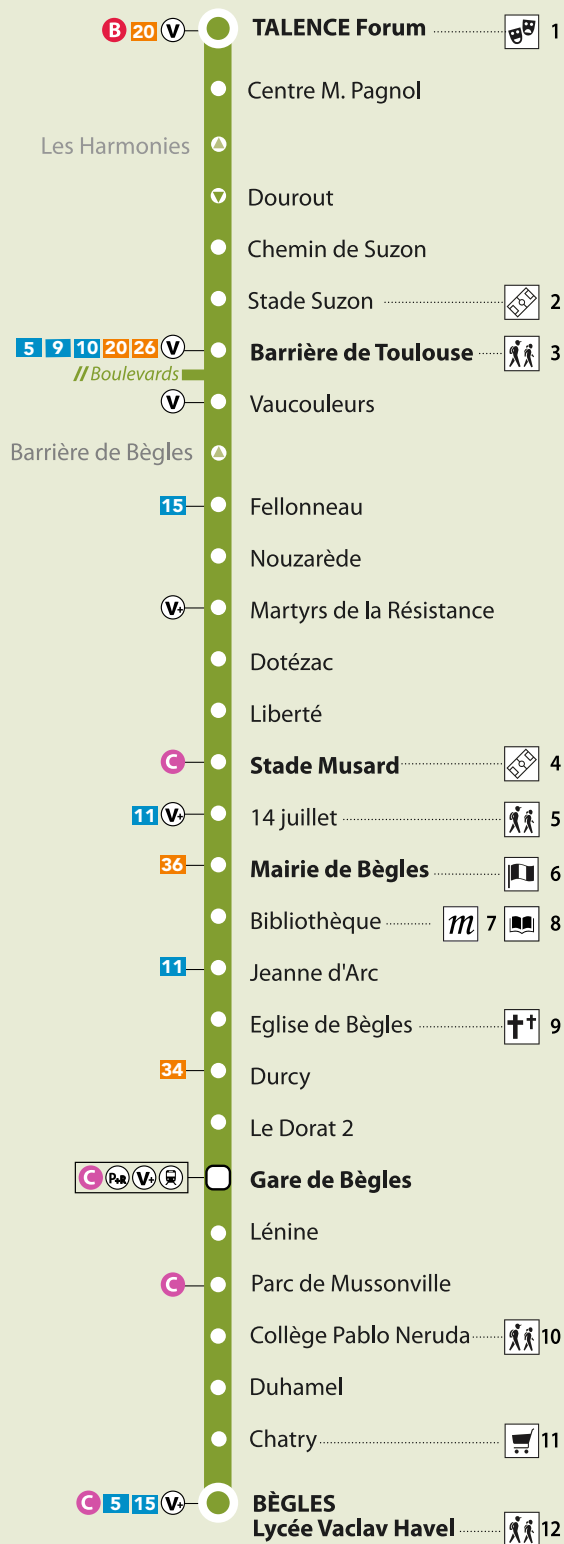 B 20 V TALENCE Forum 1
Centre M. Pagnol
Les Harmonies
Dourout
Chemin de Suzon
Stade Suzon 2
5 9 10 20 26 V Barrière de Toulouse 3
// Boulevards
V Vaucouleurs
Barrière de Bègles
15 Fellonneau
Nouzarède
V+ Martyrs de la Résistance
Dotézac
Liberté
C Stade Musard 4
11 V+ 14 juillet 5
36 Mairie de Bègles 6
Bibliothèque m 7 8
11 Jeanne d'Arc
Eglise de Bègles 9
34 Durcy
Le Dorat 2
C P+R V+ Gare de Bègles
Lénine
C Parc de Mussonville
Collège Pablo Neruda 10
Duhamel
Chatry 11
C 5 15 V+ BÈGLES
Lycée Vaclav Havel 12